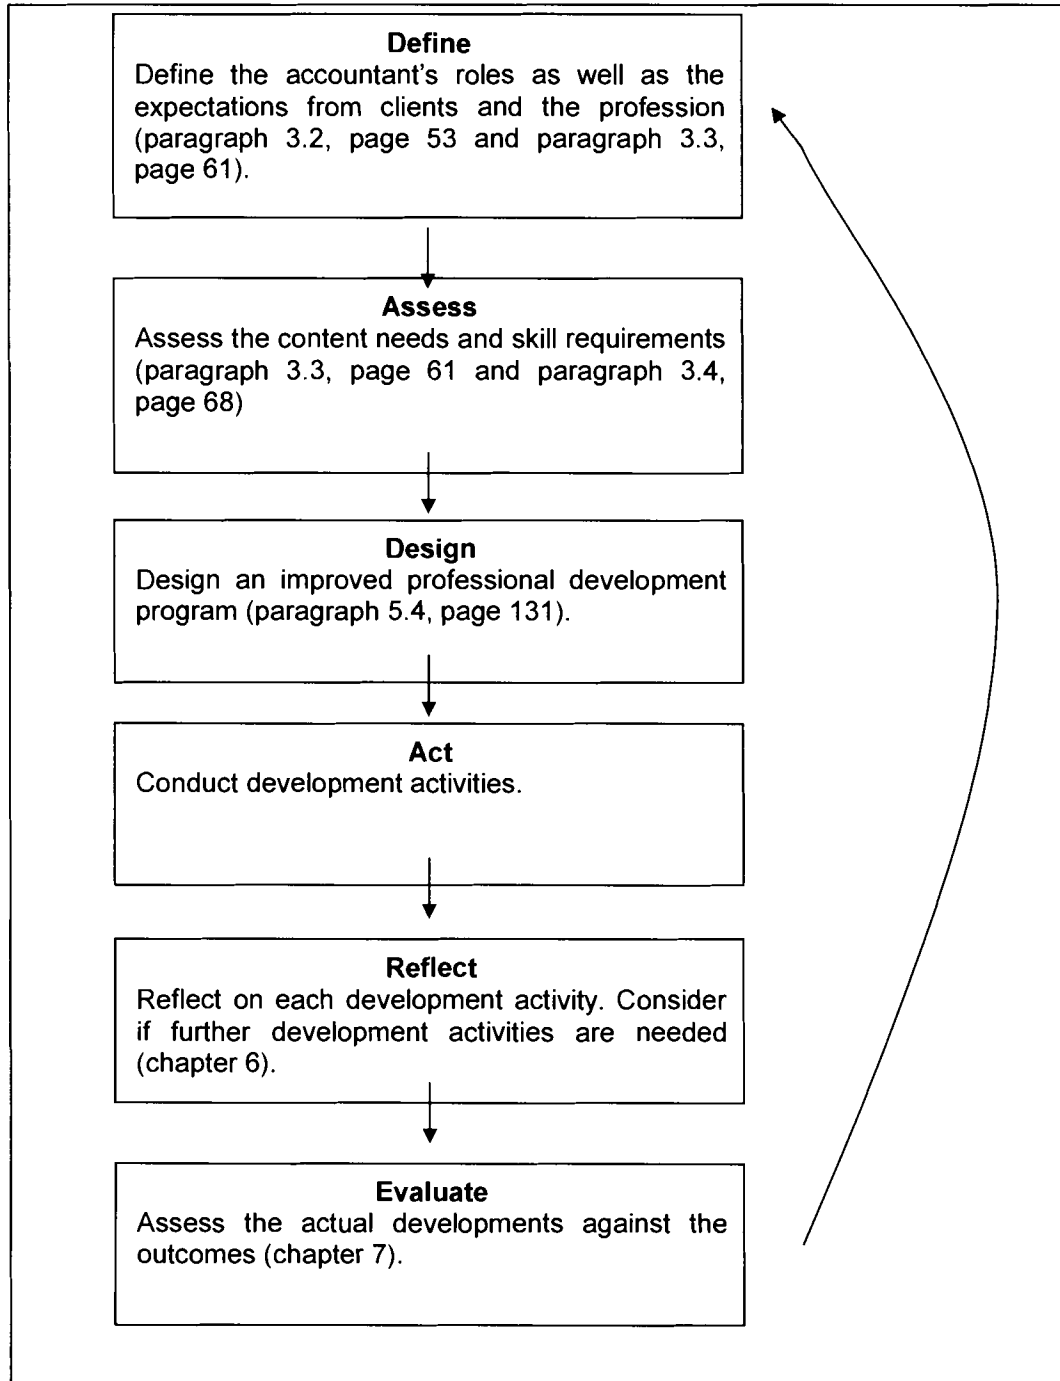 Define
Define the accountant's roles as well as the
expectations from clients and the profession
(paragraph 3.2, page 53 and paragraph 3.3,
page 61).
Assess
Assess the content needs and skill requirements
(paragraph 3.3, page 61 and paragraph 3.4,
page 68)
Design
Design an improved professional development
program (paragraph 5.4, page 131).
Act
Conduct development activities.
Reflect
Reflect on each development activity. Consider
if further development activities are needed
(chapter 6).
Evaluate
Assess the actual developments against the
outcomes (chapter 7).